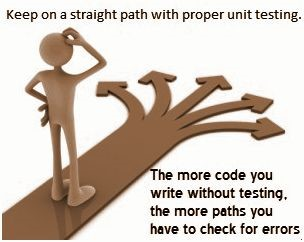 Keep on a straight path with proper unit testing.
The more code you
write without testing,
the more paths you
have to check for errors.